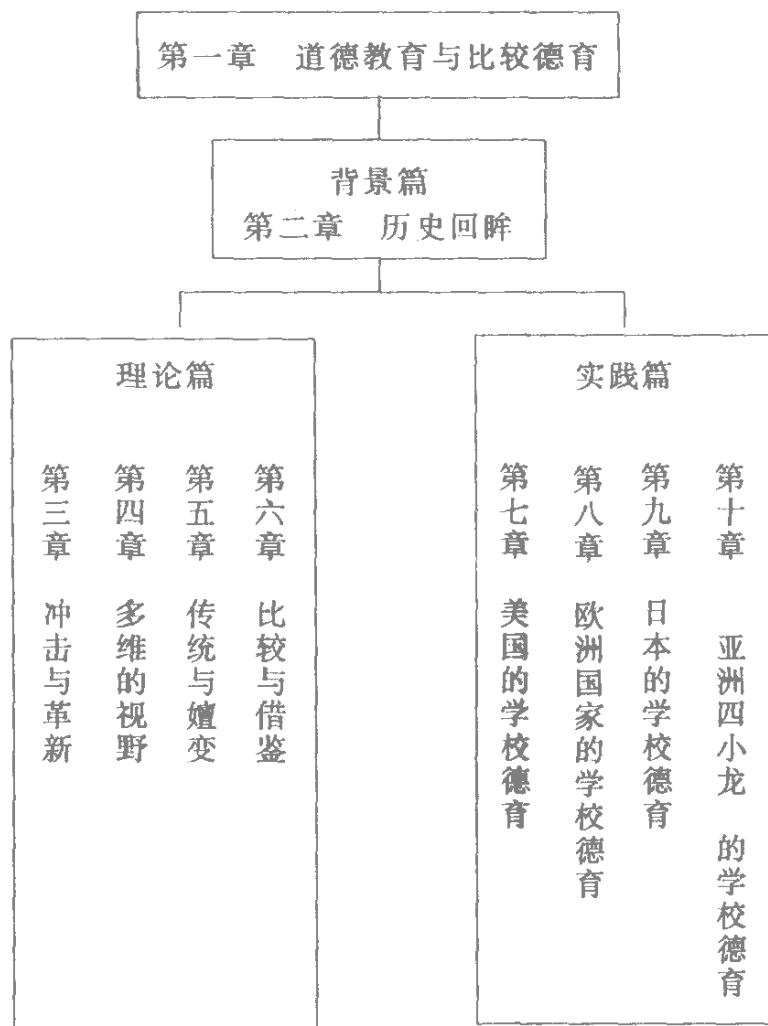 第一章 道德教育与比较德育
背景篇
第二章 历史回眸
理论篇
第三章 冲击与革新
第四章 多维的视野
第五章 传统与嬗变
第六章 比较与借鉴
实践篇
第七章 美国的学校德育
第八章 欧洲国家的学校德育
第九章 日本的学校德育
第十章 亚洲四小龙 的学校德育